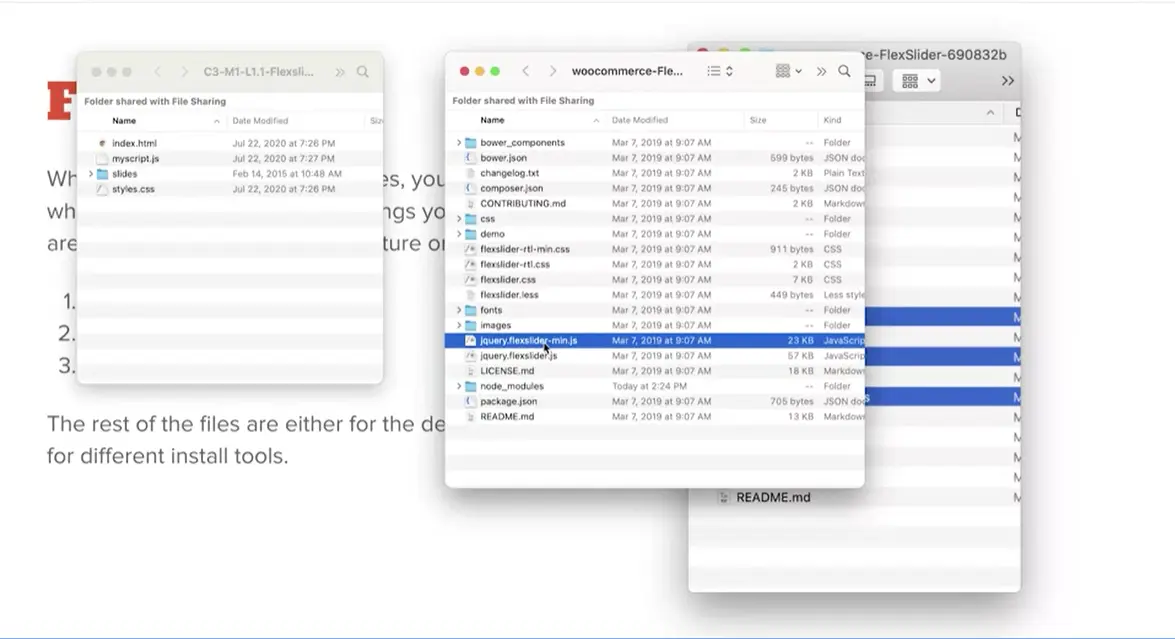 C3-M1-L1.1-Flexsli...
Folder shared with File Sharing
Name Date Modified Siz
index.html Jul 22, 2020 at 7:26 PM
myscript.js Jul 22, 2020 at 7:27 PM
slides Feb 14, 2015 at 10:48 AM
styles.css Jul 22, 2020 at 7:26 PM
woocommerce-Fle...
Folder shared with File Sharing
Name Date Modified Size Kind
bower_components Mar 7, 2019 at 9:07 AM -- Folder
bower.json Mar 7, 2019 at 9:07 AM 599 bytes JSON doc
changelog.txt Mar 7, 2019 at 9:07 AM 2 KB Plain Text
composer.json Mar 7, 2019 at 9:07 AM 245 bytes JSON doc
CONTRIBUTING.md Mar 7, 2019 at 9:07 AM 2 KB Markdow
css Mar 7, 2019 at 9:07 AM -- Folder
demo Mar 7, 2019 at 9:07 AM -- Folder
flexslider-rtl-min.css Mar 7, 2019 at 9:07 AM 911 bytes CSS
flexslider-rtl.css Mar 7, 2019 at 9:07 AM 2 KB CSS
flexslider.css Mar 7, 2019 at 9:07 AM 7 KB CSS
flexslider.less Mar 7, 2019 at 9:07 AM 449 bytes Less style
fonts Mar 7, 2019 at 9:07 AM -- Folder
images Mar 7, 2019 at 9:07 AM -- Folder
jquery.flexslider-min.js Mar 7, 2019 at 9:07 AM 23 KB JavaScrip
jquery.flexslider.js Mar 7, 2019 at 9:07 AM 57 KB JavaScrip
LICENSE.md Mar 7, 2019 at 9:07 AM 18 KB Markdow
node_modules Today at 2:24 PM -- Folder
package.json Mar 7, 2019 at 9:07 AM 705 bytes JSON doc
README.md Mar 7, 2019 at 9:07 AM 13 KB Markdow
e-FlexSlider-690832b
README.md
Wh es, you
wh ngs yo
are ture or
1.
2.
3.
The rest of the files are either for the de
for different install tools.